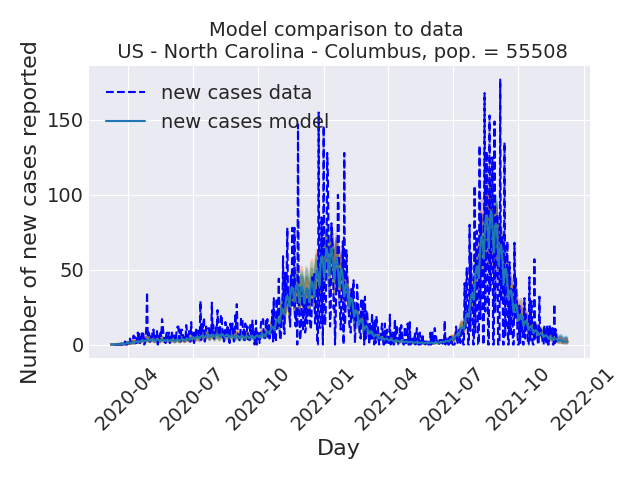 Model comparison to data
US - North Carolina - Columbus, pop. = 55508
Number of new cases reported
new cases data
new cases model
150
100
50
0
2020-04
2020-07
2020-10
2021-01
2021-04
2021-07
2021-10
2022-01
Day